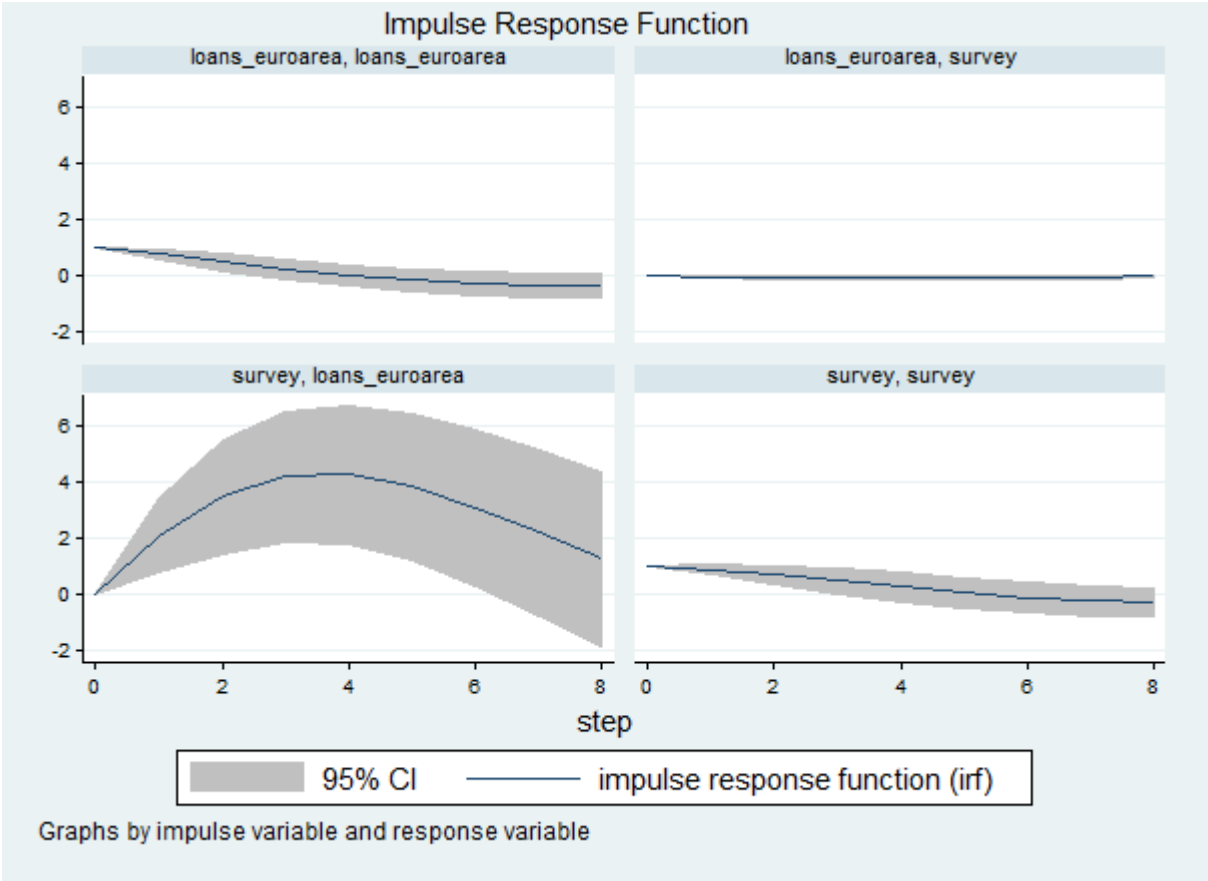 Impulse Response Function
loans_euroarea, loans_euroarea
loans_euroarea, survey
6
4
2
0
-2
survey, loans_euroarea
survey, survey
6
4
2
0
-2
0 2 4 6 8
0 2 4 6 8
step
95% CI
impulse response function (irf)
Graphs by impulse variable and response variable